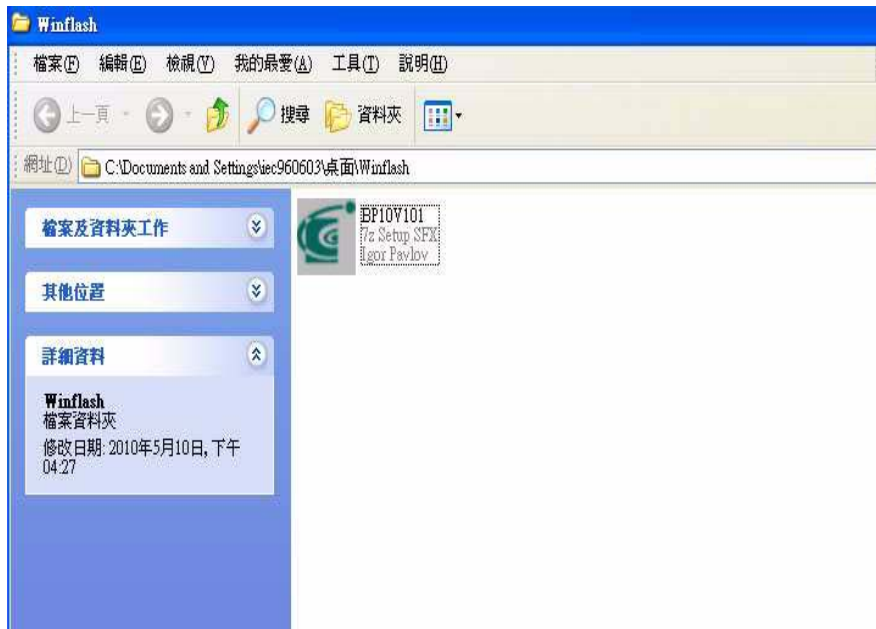 Winflash
檔案(F) 編輯(E) 檢視(V) 我的最愛(A) 工具(T) 說明(H)
上一頁 搜尋 資料夾
網址(D) C:\Documents and Settings\iec960603\桌面\Winflash
檔案及資料夾工作
其他位置
詳細資料
Winflash
檔案資料夾
修改日期: 2010年5月10日, 下午
04:27
BP10V101
7z Setup SFX
Igor Pavlov